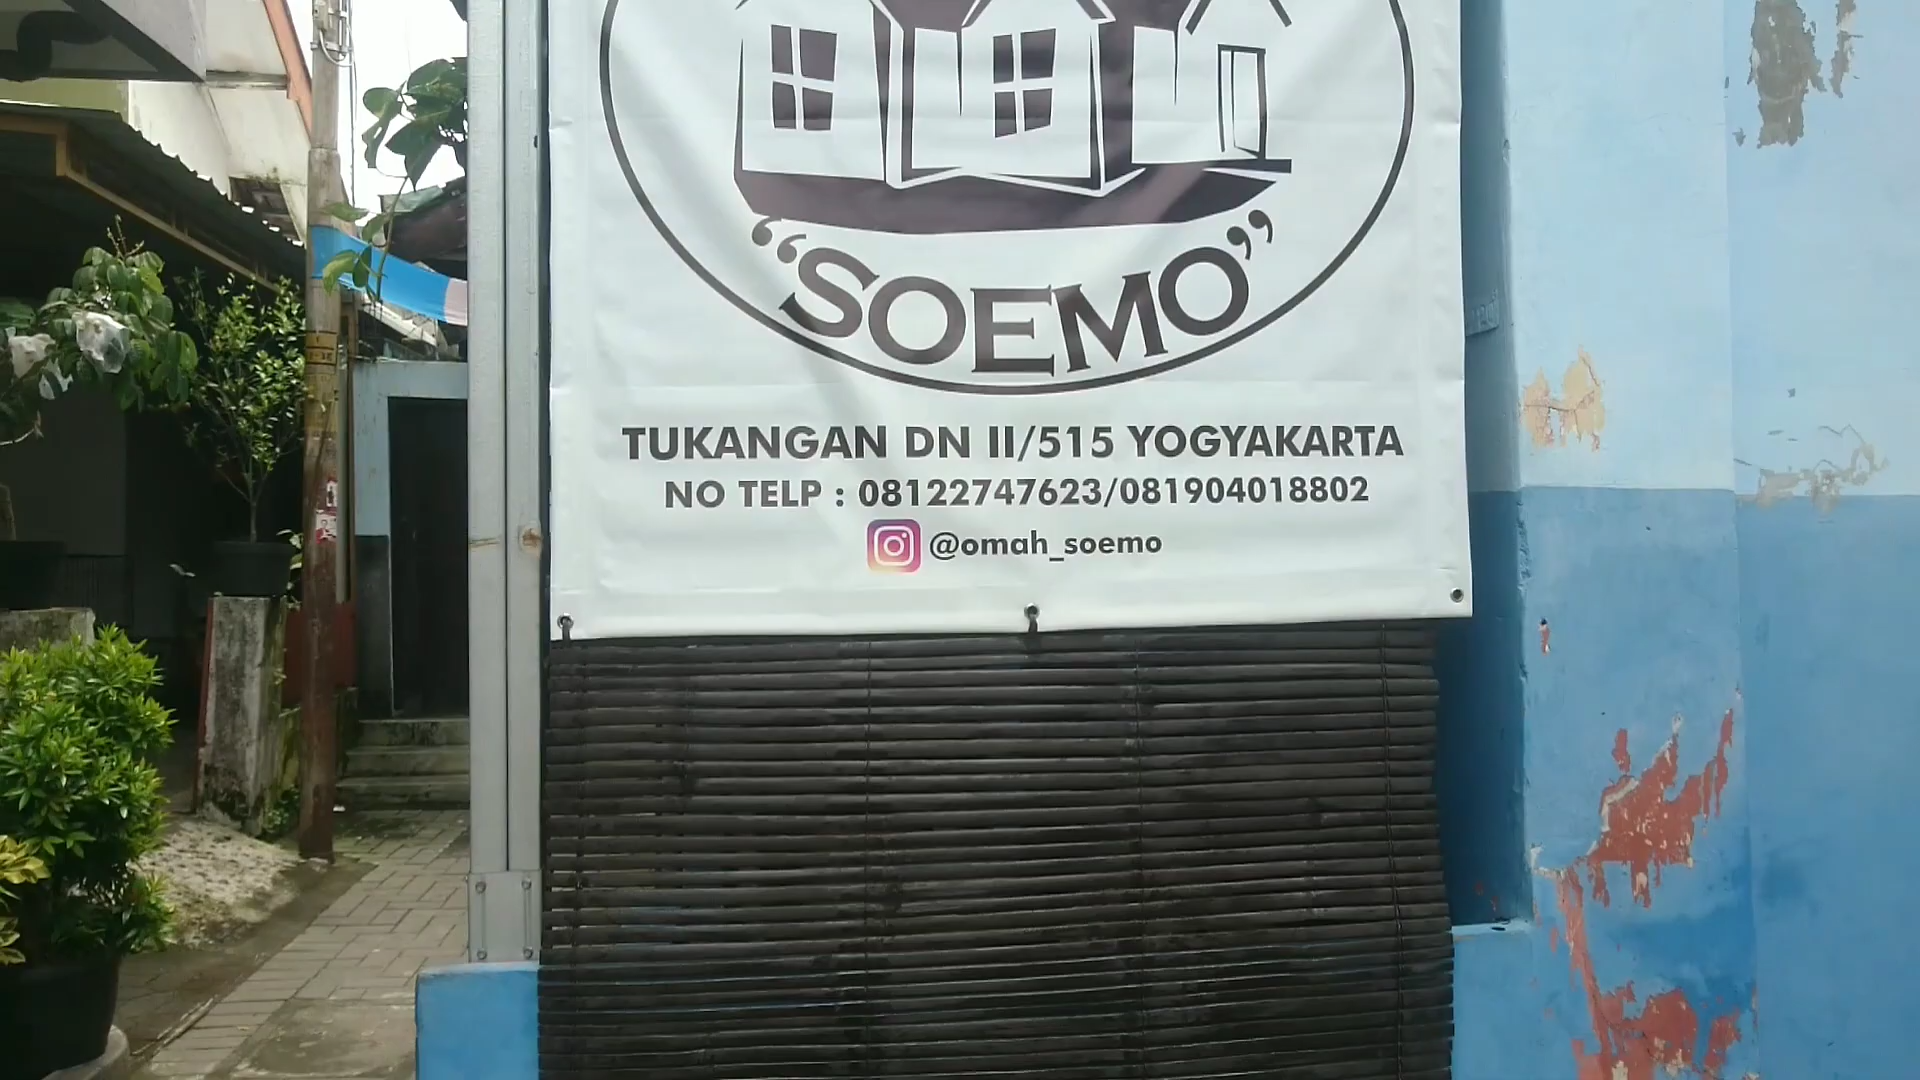 “SOEMO”
TUKANGAN DN II/515 YOGYAKARTA
NO TELP : 08122747623/081904018802
@omah_soemo